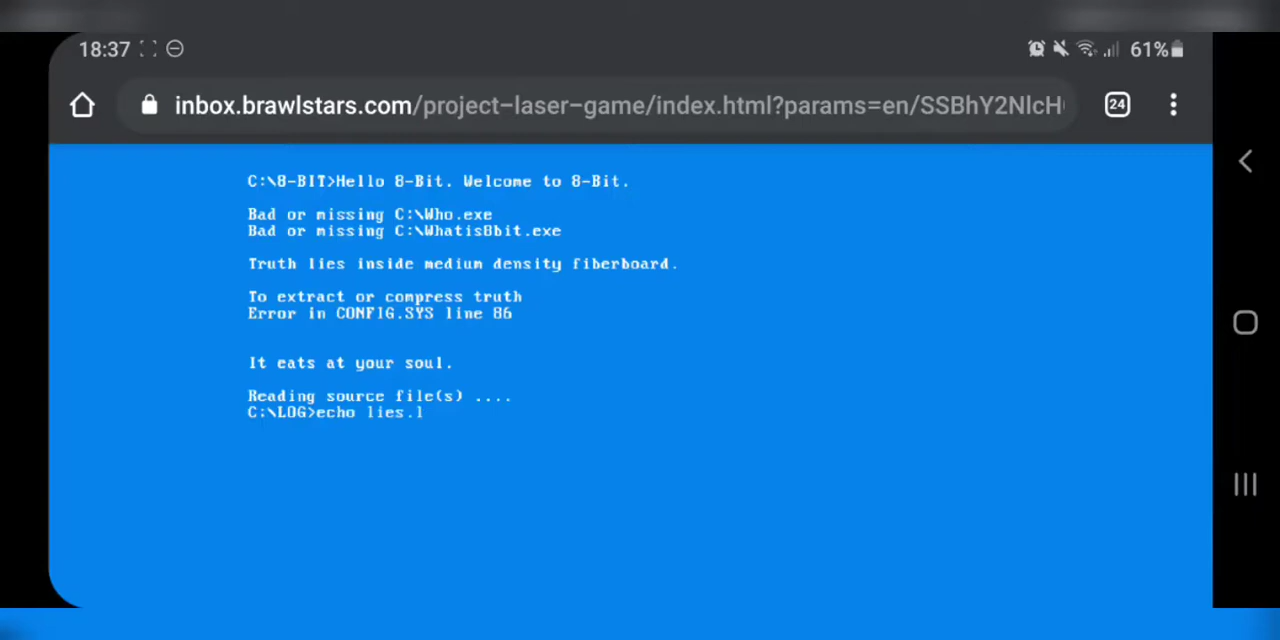 18:37
61%
inbox.brawlstars.com/project-laser-game/index.html?params=en/SSBhY2NlcH
24
C:\8-BIT>Hello 8-Bit. Welcome to 8-Bit.
Bad or missing C:\Who.exe
Bad or missing C:\Whatis8bit.exe
Truth lies inside medium density fiberboard.
To extract or compress truth
Error in CONFIG.SYS line 86
It eats at your soul.
Reading source file(s) ....
C:\LOG>echo lies.l